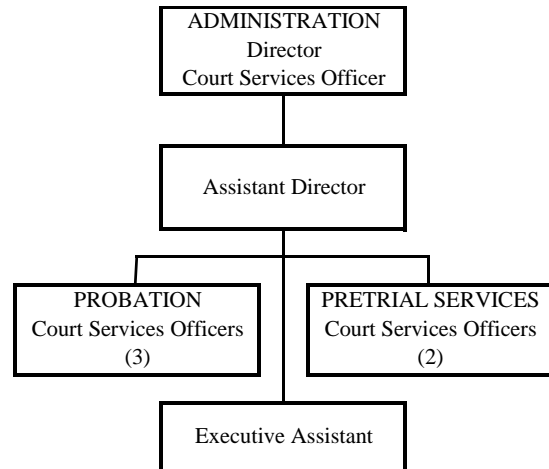 ADMINISTRATION
Director
Court Services Officer
Assistant Director
PROBATION
Court Services Officers
(3)
PRETRIAL SERVICES
Court Services Officers
(2)
Executive Assistant